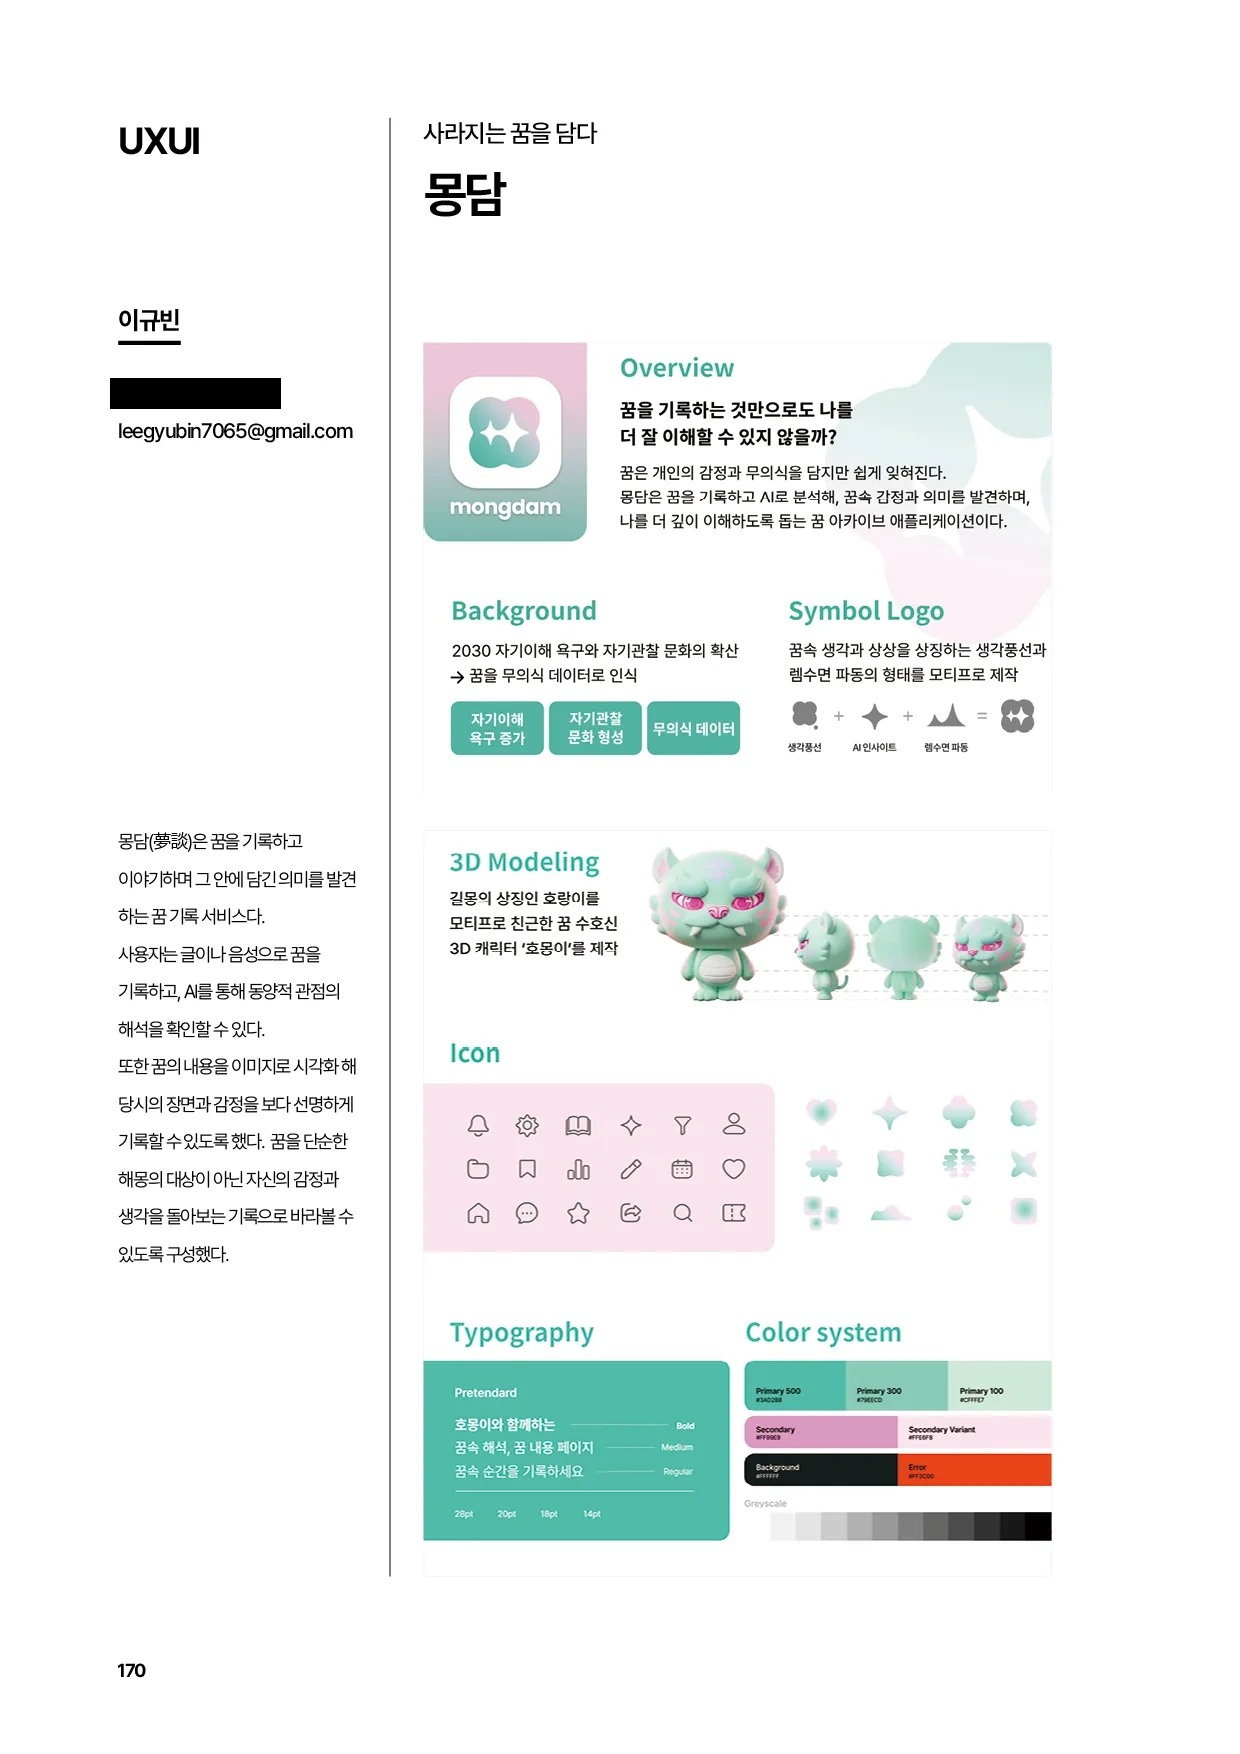 UXUI
사라지는 꿈을 담다
몽담
이규빈
leegyubin7065@gmail.com
몽담(夢談)은 꿈을 기록하고
이야기하며 그 안에 담긴 의미를 발견
하는 꿈 기록 서비스다.
사용자는 글이나 음성으로 꿈을
기록하고, AI를 통해 동양적 관점의
해석을 확인할 수 있다.
또한 꿈의 내용을 이미지로 시각화 해
당시의 장면과 감정을 보다 선명하게
기록할 수 있도록 했다. 꿈을 단순한
해몽의 대상이 아닌 자신의 감정과
생각을 돌아보는 기록으로 바라볼 수
있도록 구성했다.
mongdam
Overview
꿈을 기록하는 것만으로도 나를
더 잘 이해할 수 있지 않을까?
꿈은 개인의 감정과 무의식을 담지만 쉽게 잊혀진다.
몽담은 꿈을 기록하고 AI로 분석해, 꿈속 감정과 의미를 발견하며,
나를 더 깊이 이해하도록 돕는 꿈 아카이브 애플리케이션이다.
Background
2030 자기이해 욕구와 자기관찰 문화의 확산
→ 꿈을 무의식 데이터로 인식
자기이해
욕구 증가
자기관찰
문화 형성
무의식 데이터
Symbol Logo
꿈속 생각과 상상을 상징하는 생각풍선과
렘수면 파동의 형태를 모티프로 제작
+ + =
생각풍선 AI 인사이트 렘수면 파동
3D Modeling
길몽의 상징인 호랑이를
모티프로 친근한 꿈 수호신
3D 캐릭터 ‘호몽이’를 제작
Icon
Typography
Pretendard
호몽이와 함께하는 Bold
꿈속 해석, 꿈 내용 페이지 Medium
꿈속 순간을 기록하세요 Regular
28pt 20pt 18pt 14pt
Color system
Primary 500
#3AD2B8
Primary 300
#79EECD
Primary 100
#CFFFE7
Secondary
#FF99E9
Secondary Variant
#FFE6F8
Background
#FFFFFF
Error
#FF3C00
Greyscale
170